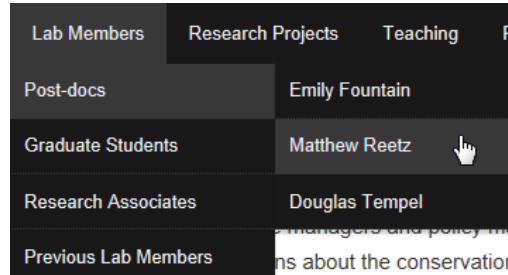 Lab Members Research Projects Teaching
Post-docs Emily Fountain
Graduate Students Matthew Reetz
Research Associates Douglas Tempel
managers and policy
Previous Lab Members
ns about the conservation